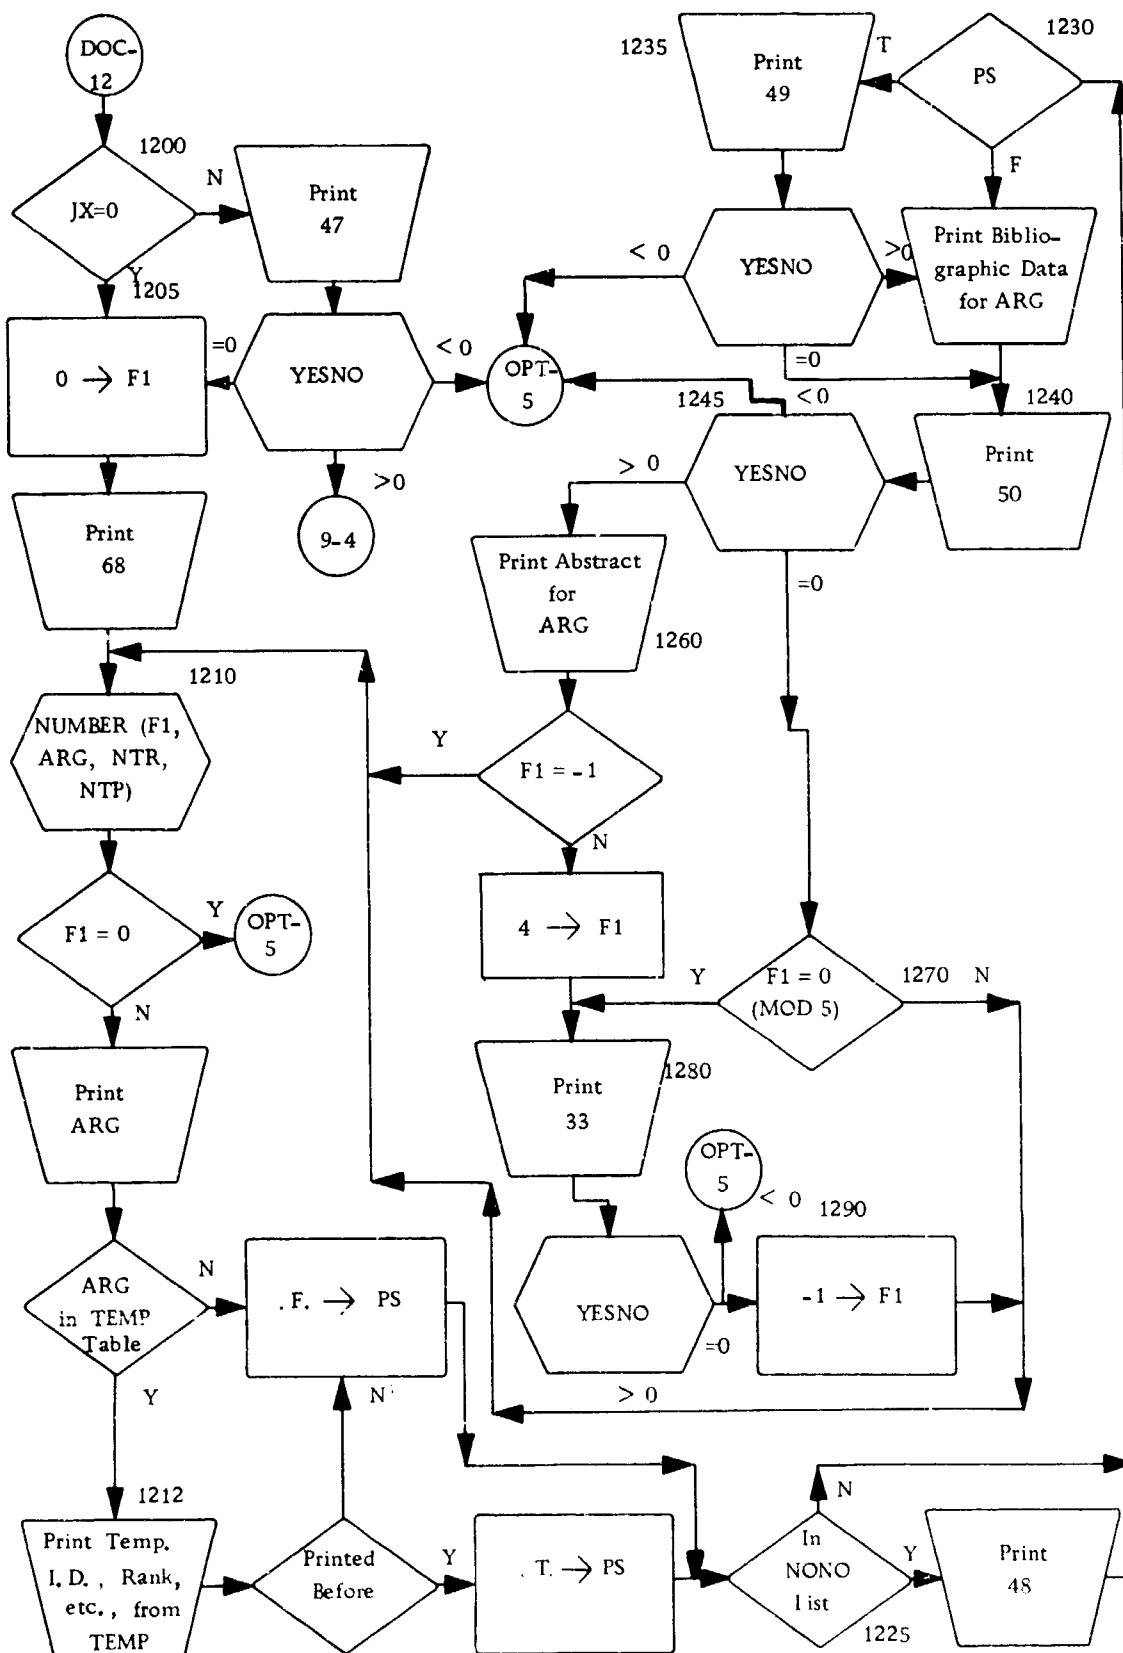 DOC-
12
1200
JX=0
N
Y
Print
47
1205
0 → F1
=0
YESNO
< 0
>0
9-4
OPT-
5
Print
68
1210
NUMBER (F1,
ARG, NTR,
NTP)
F1 = 0
Y
OPT-
5
N
Print
ARG
ARG
in TEMP
Table
N
Y
. F. → PS
1212
Print Temp.
I. D. , Rank,
etc. , from
TEMP
Printed
Before
N
Y
. T. → PS
In
NONO
list
N
Y
1225
Print
48
1230
PS
T
F
1235
Print
49
YESNO
< 0
>0
=0
Print Biblio-
graphic Data
for ARG
1240
Print
50
1245
< 0
YESNO
> 0
=0
Print Abstract
for
ARG
1260
F1 = -1
Y
N
4 → F1
F1 = 0
(MOD 5)
1270
Y
N
1280
Print
33
YESNO
OPT-
5
< 0
=0
> 0
1290
-1 → F1